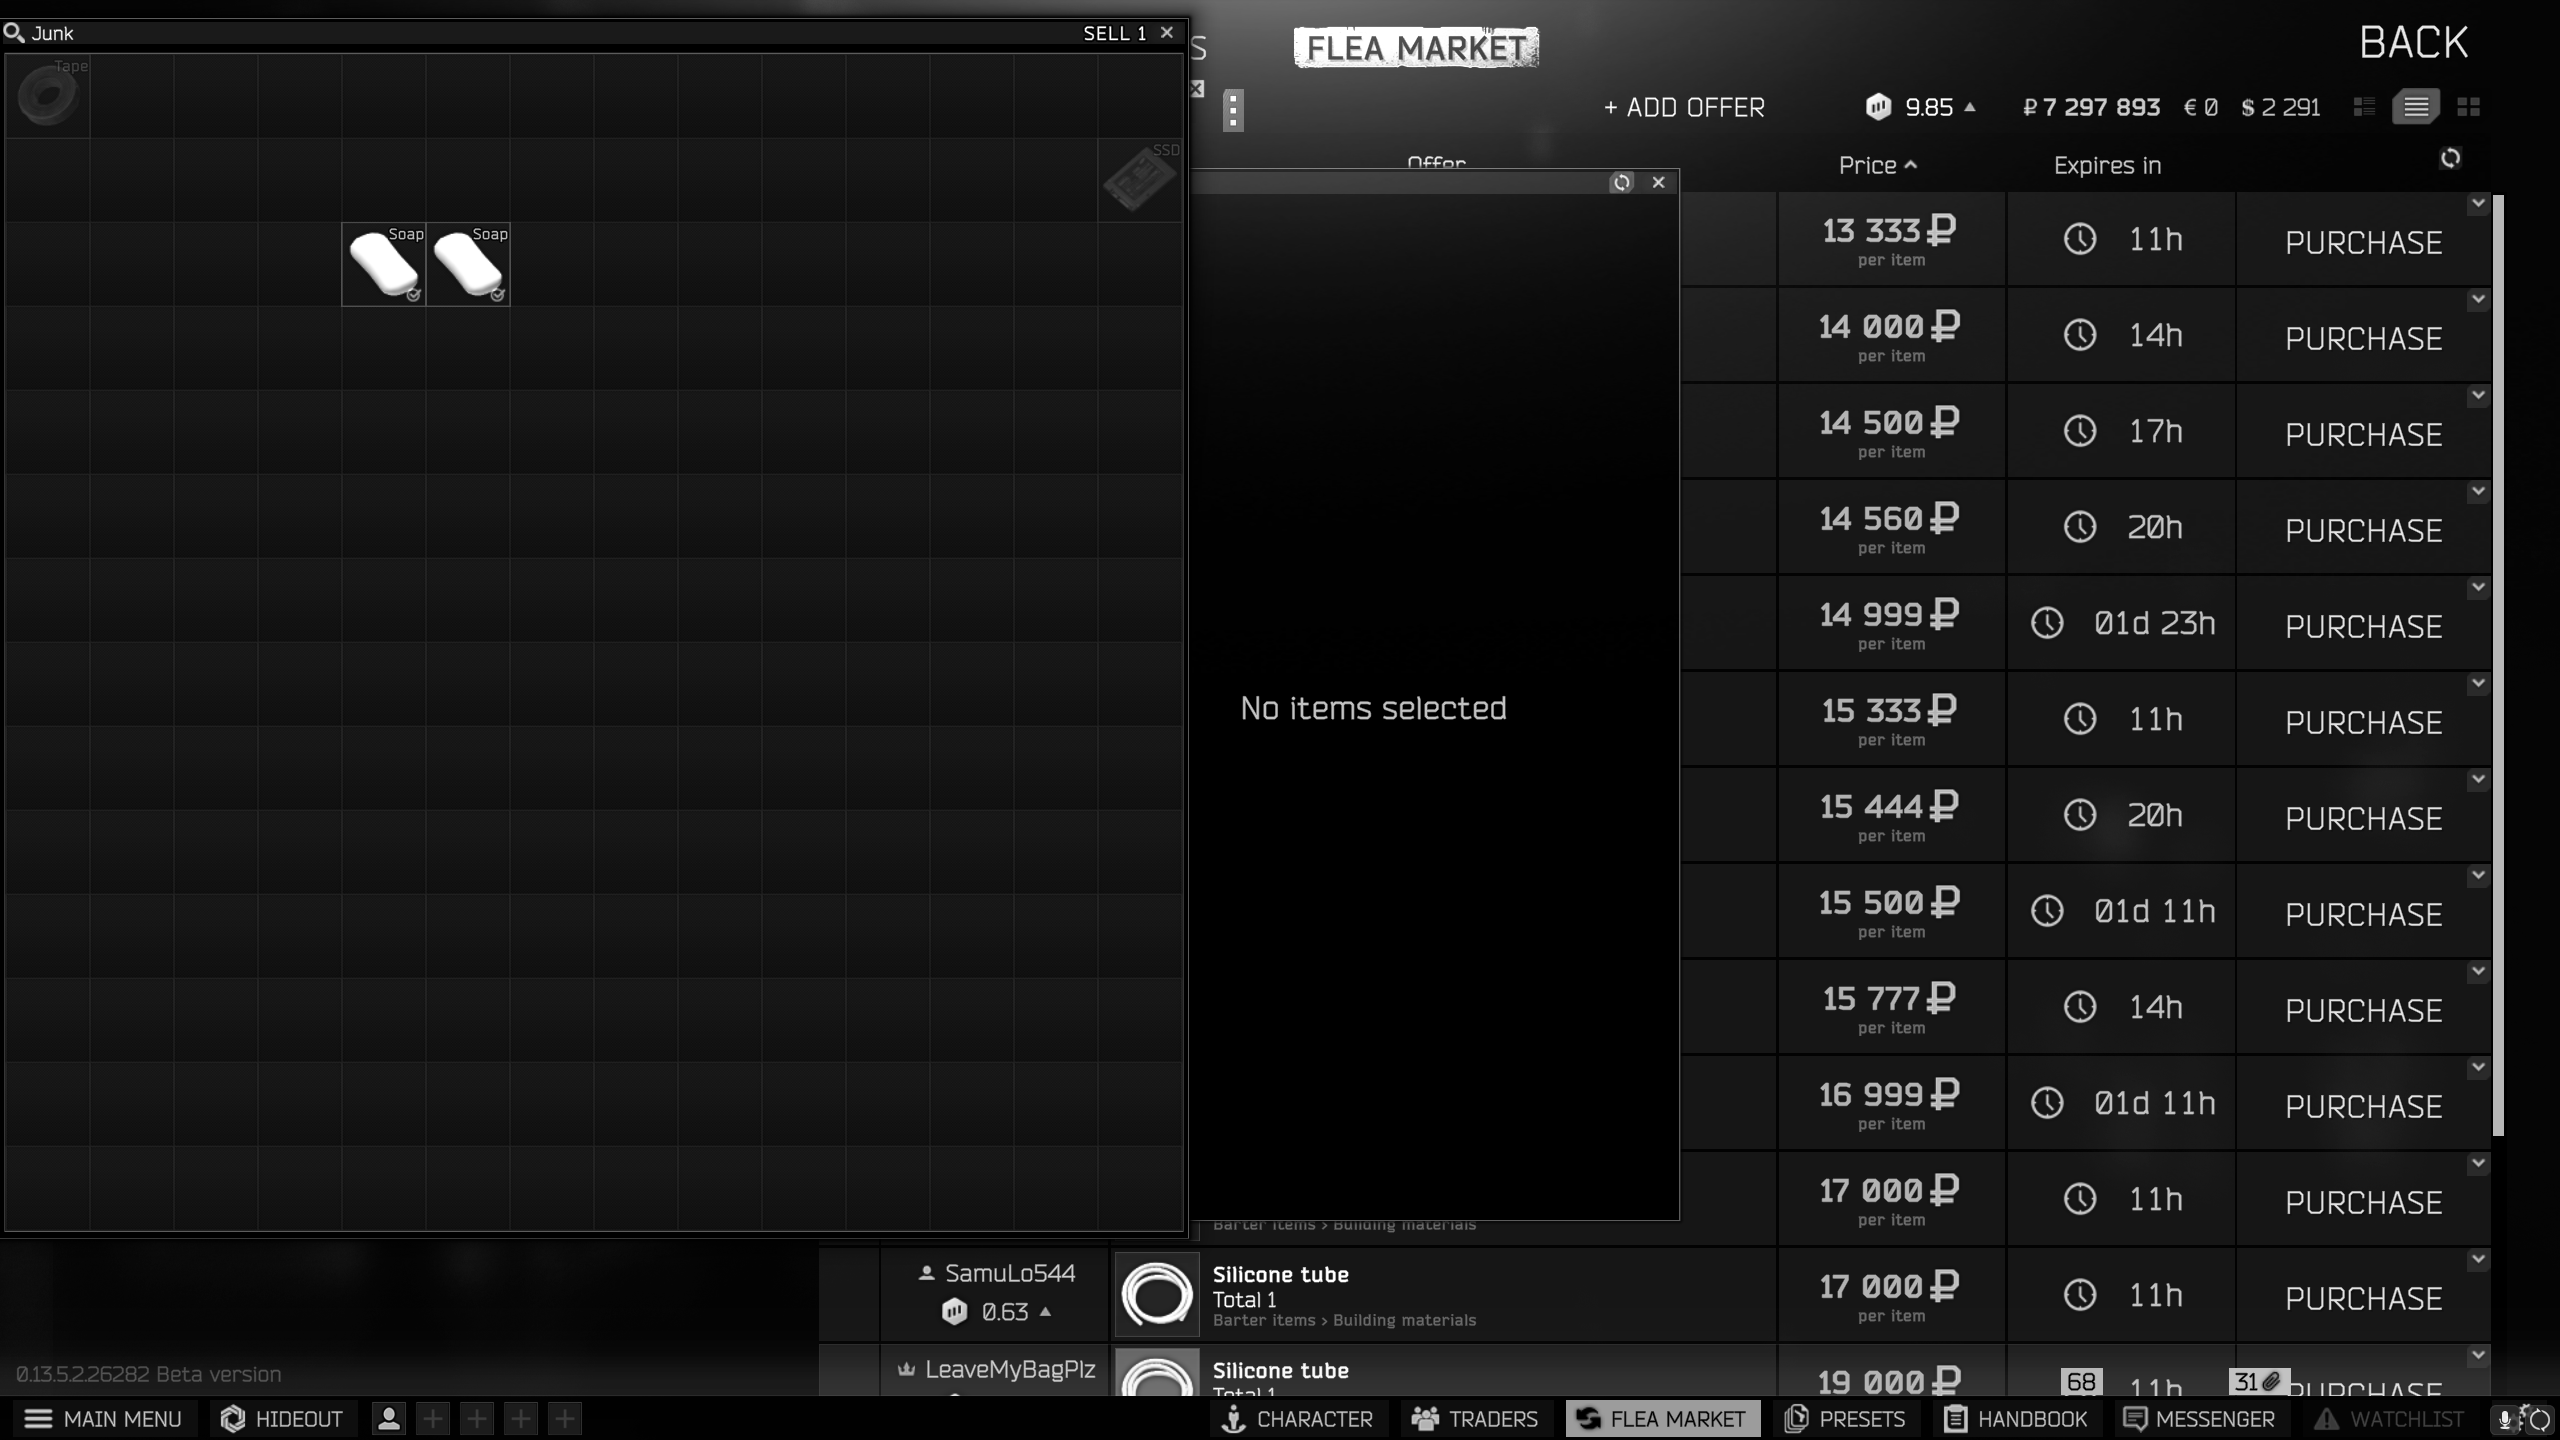 Junk
SELL 1
Tape
SSD
Soap
Soap
S
FLEA MARKET
BACK
+ ADD OFFER
9.85
₽ 7 297 893
€ 0
$ 2 291
Offer
Price
Expires in
No items selected
13 333 ₽
per item
11h
PURCHASE
14 000 ₽
per item
14h
PURCHASE
14 500 ₽
per item
17h
PURCHASE
14 560 ₽
per item
20h
PURCHASE
14 999 ₽
per item
01d 23h
PURCHASE
15 333 ₽
per item
11h
PURCHASE
15 444 ₽
per item
20h
PURCHASE
15 500 ₽
per item
01d 11h
PURCHASE
15 777 ₽
per item
14h
PURCHASE
16 999 ₽
per item
01d 11h
PURCHASE
Barter items > Building materials
17 000 ₽
per item
11h
PURCHASE
SamuLo544
0.63
Silicone tube
Total 1
Barter items > Building materials
17 000 ₽
per item
11h
PURCHASE
LeaveMyBagPlz
Silicone tube
Total 1
19 000 ₽
11h
PURCHASE
68
31
0.13.5.2.26282 Beta version
MAIN MENU
HIDEOUT
CHARACTER
TRADERS
FLEA MARKET
PRESETS
HANDBOOK
MESSENGER
WATCHLIST